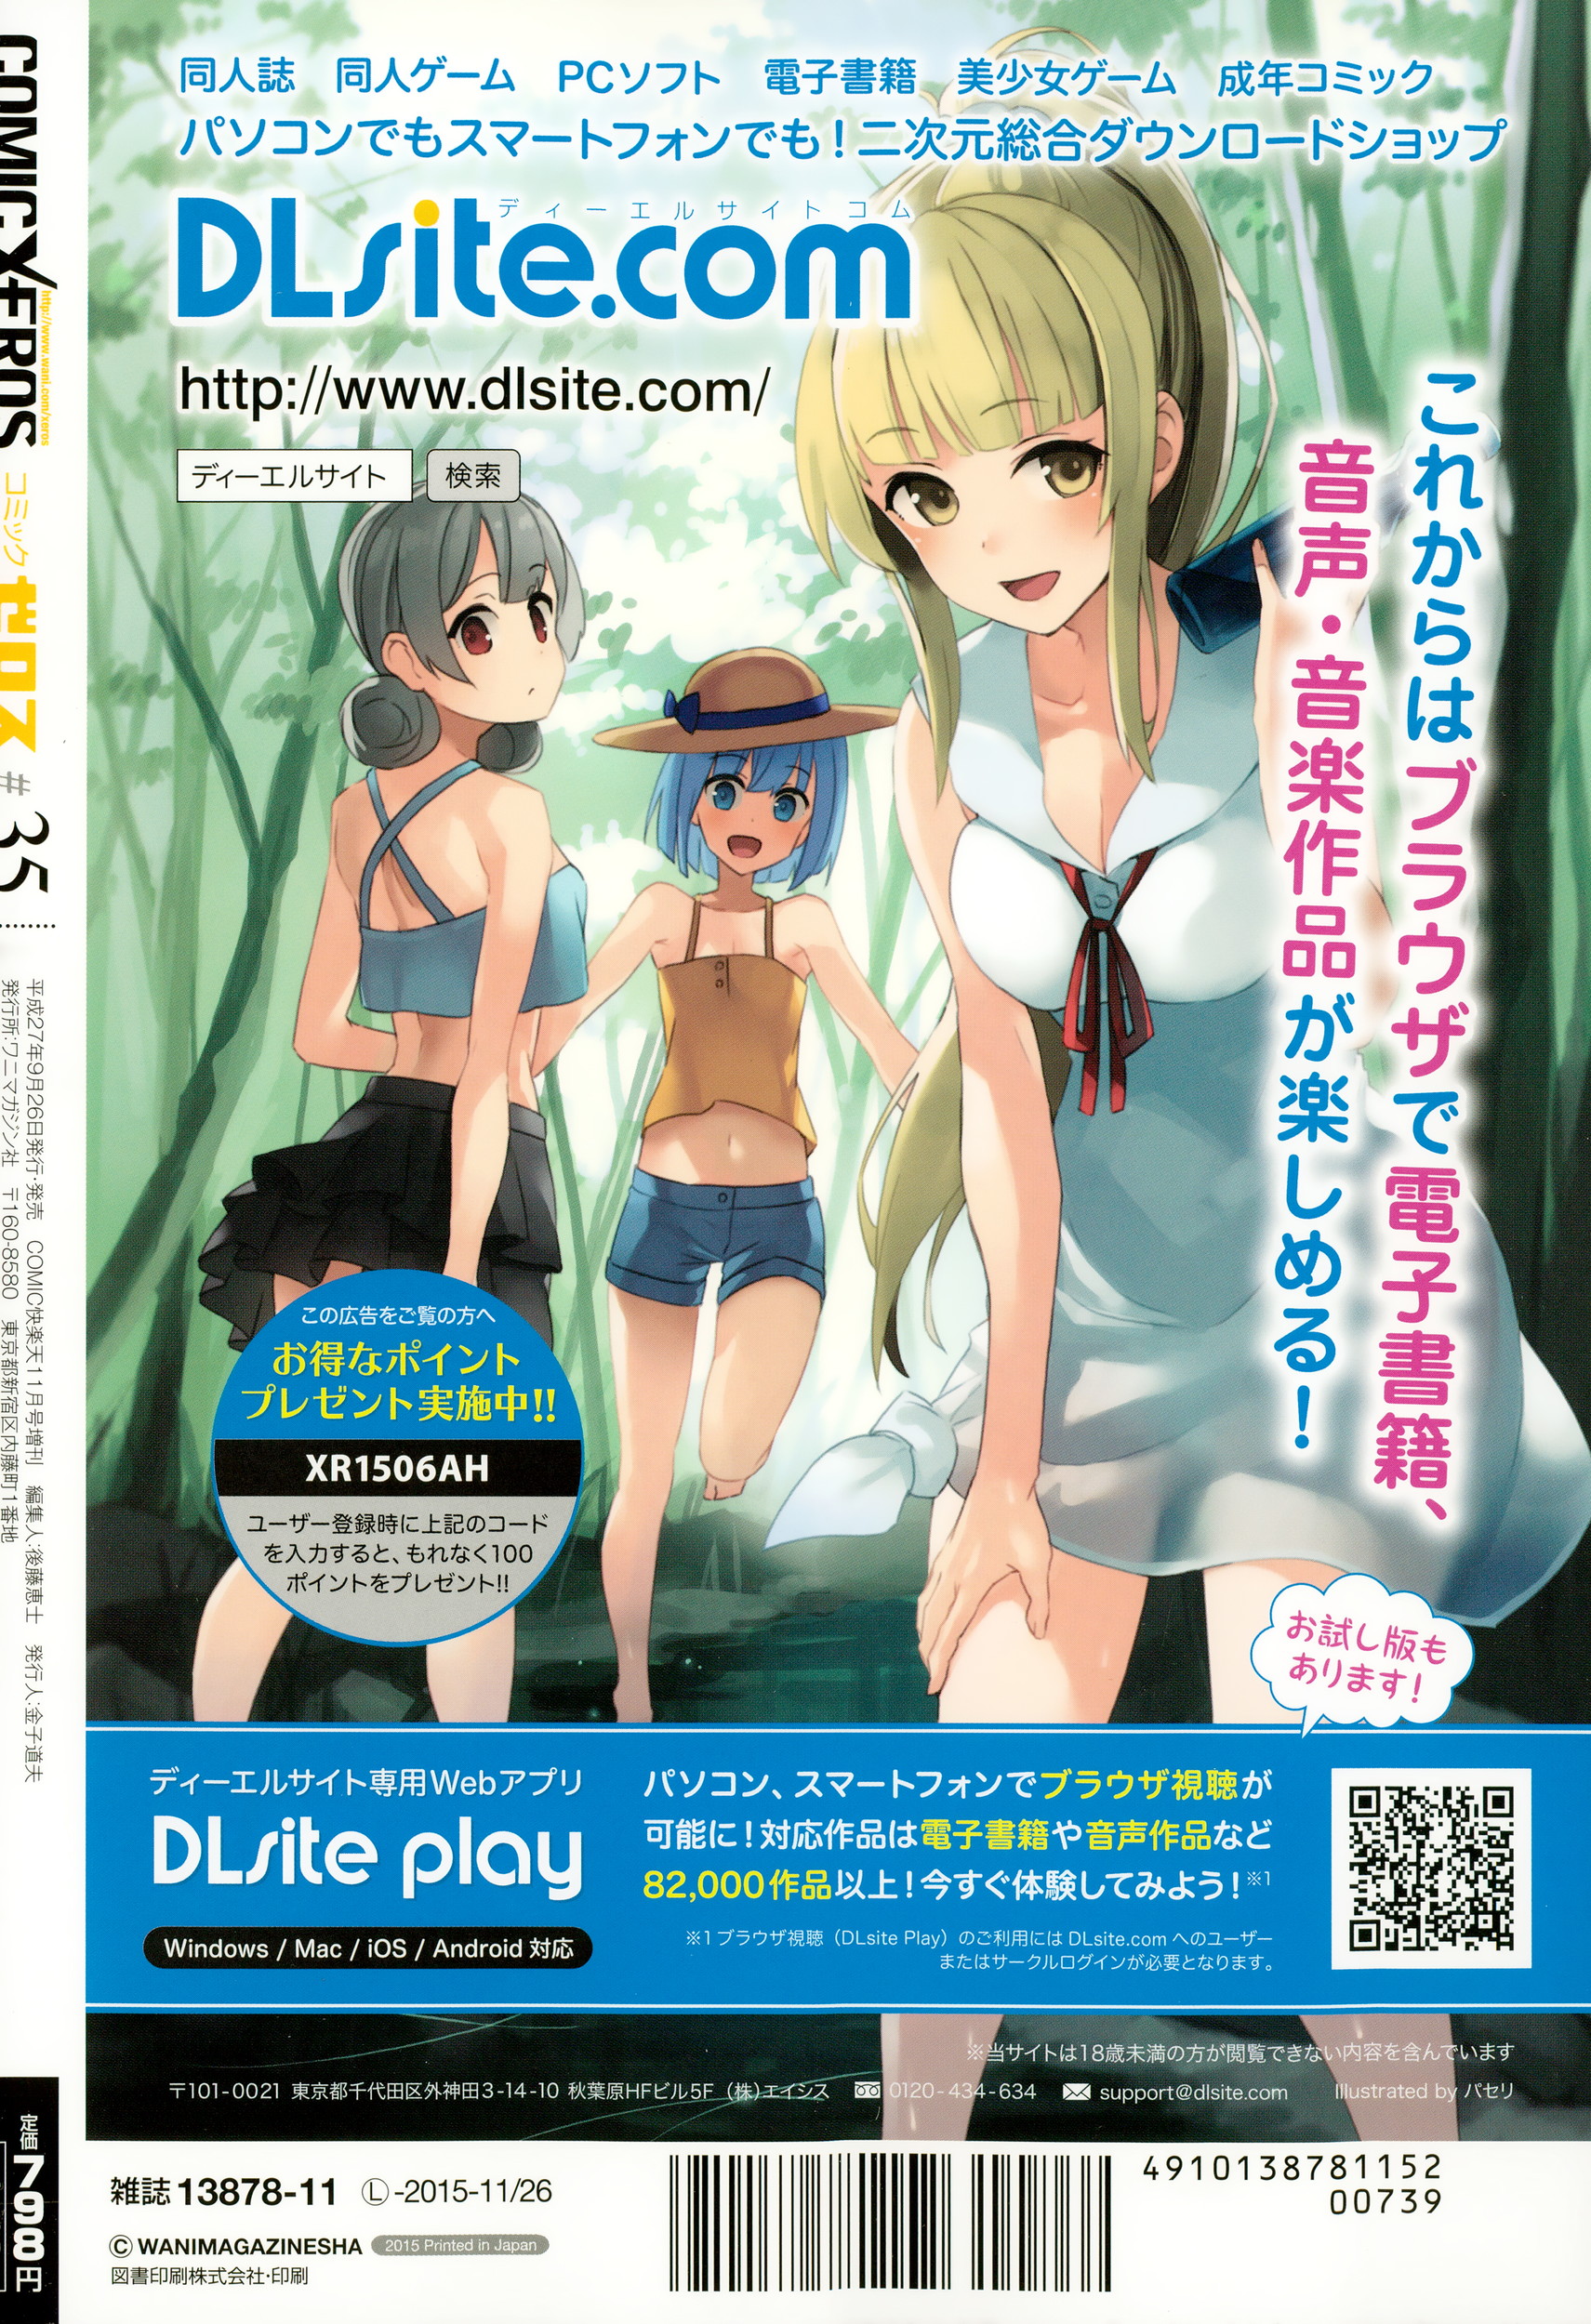 同人誌　同人ゲーム　PCソフト　電子書籍　美少女ゲーム　成年コミック
パソコンでもスマートフォンでも！二次元総合ダウンロードショップ
ディーエルサイトコム
DLsite.com
http://www.dlsite.com/
ディーエルサイト　検索
これからはブラウザで電子書籍、
音声・音楽作品が楽しめる！
この広告をご覧の方へ
お得なポイント
プレゼント実施中!!
XR1506AH
ユーザー登録時に上記のコード
を入力すると、もれなく100
ポイントをプレゼント!!
お試し版も
あります！
ディーエルサイト専用Webアプリ
DLsite play
Windows / Mac / iOS / Android 対応
パソコン、スマートフォンでブラウザ視聴が
可能に！対応作品は電子書籍や音声作品など
82,000作品以上！今すぐ体験してみよう！※1
※1 ブラウザ視聴（DLsite Play）のご利用には DLsite.com へのユーザー
またはサークルログインが必要となります。
※当サイトは18歳未満の方が閲覧できない内容を含んでいます
〒101-0021 東京都千代田区外神田3-14-10 秋葉原HFビル5F （株）エイシス　0120-434-634　support@dlsite.com　Illustrated by パセリ
雑誌 13878-11　Ⓛ-2015-11/26
©WANIMAGAZINESHA　2015 Printed in Japan
図書印刷株式会社・印刷
4910138781152
00739
COMIC XEROS
http://www.wani.com/xeros
コミック ゼロス #35
平成27年9月26日発行・発売　COMIC快楽天11月号増刊　編集人:後藤恵士　発行人:金子道夫
発行所:ワニマガジン社　〒160-8580　東京都新宿区内藤町1番地
定価798円